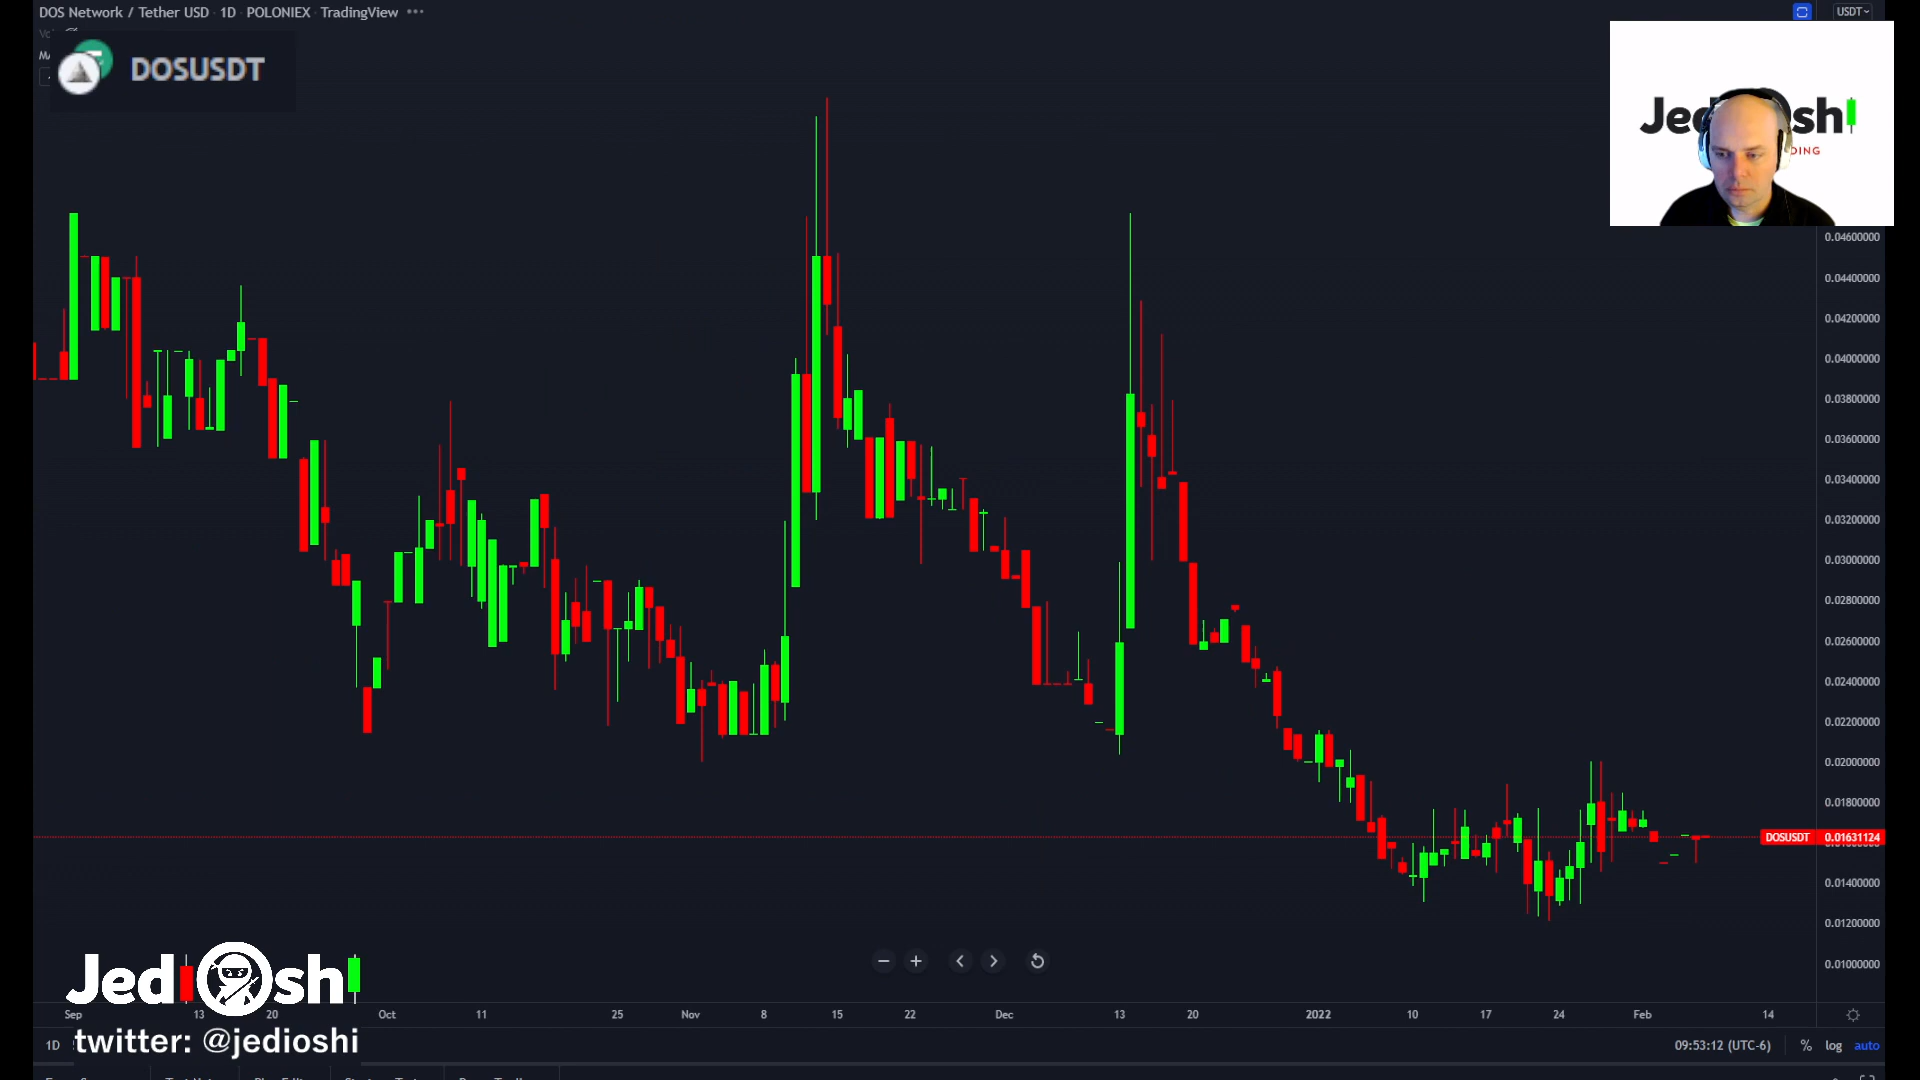 DOS Network / Tether USD · 1D · POLONIEX · TradingView
USDT
DOSUSDT
0.04600000
0.04400000
0.04200000
0.04000000
0.03800000
0.03600000
0.03400000
0.03200000
0.03000000
0.02800000
0.02600000
0.02400000
0.02200000
0.02000000
0.01800000
DOSUSDT 0.01631124
0.01400000
0.01200000
0.01000000
JediOshi
Sep 13 20 Oct 11 25 Nov 8 15 22 Dec 13 20 2022 10 17 24 Feb 14
twitter: @jedioshi
1D
09:53:12 (UTC-6) % log auto